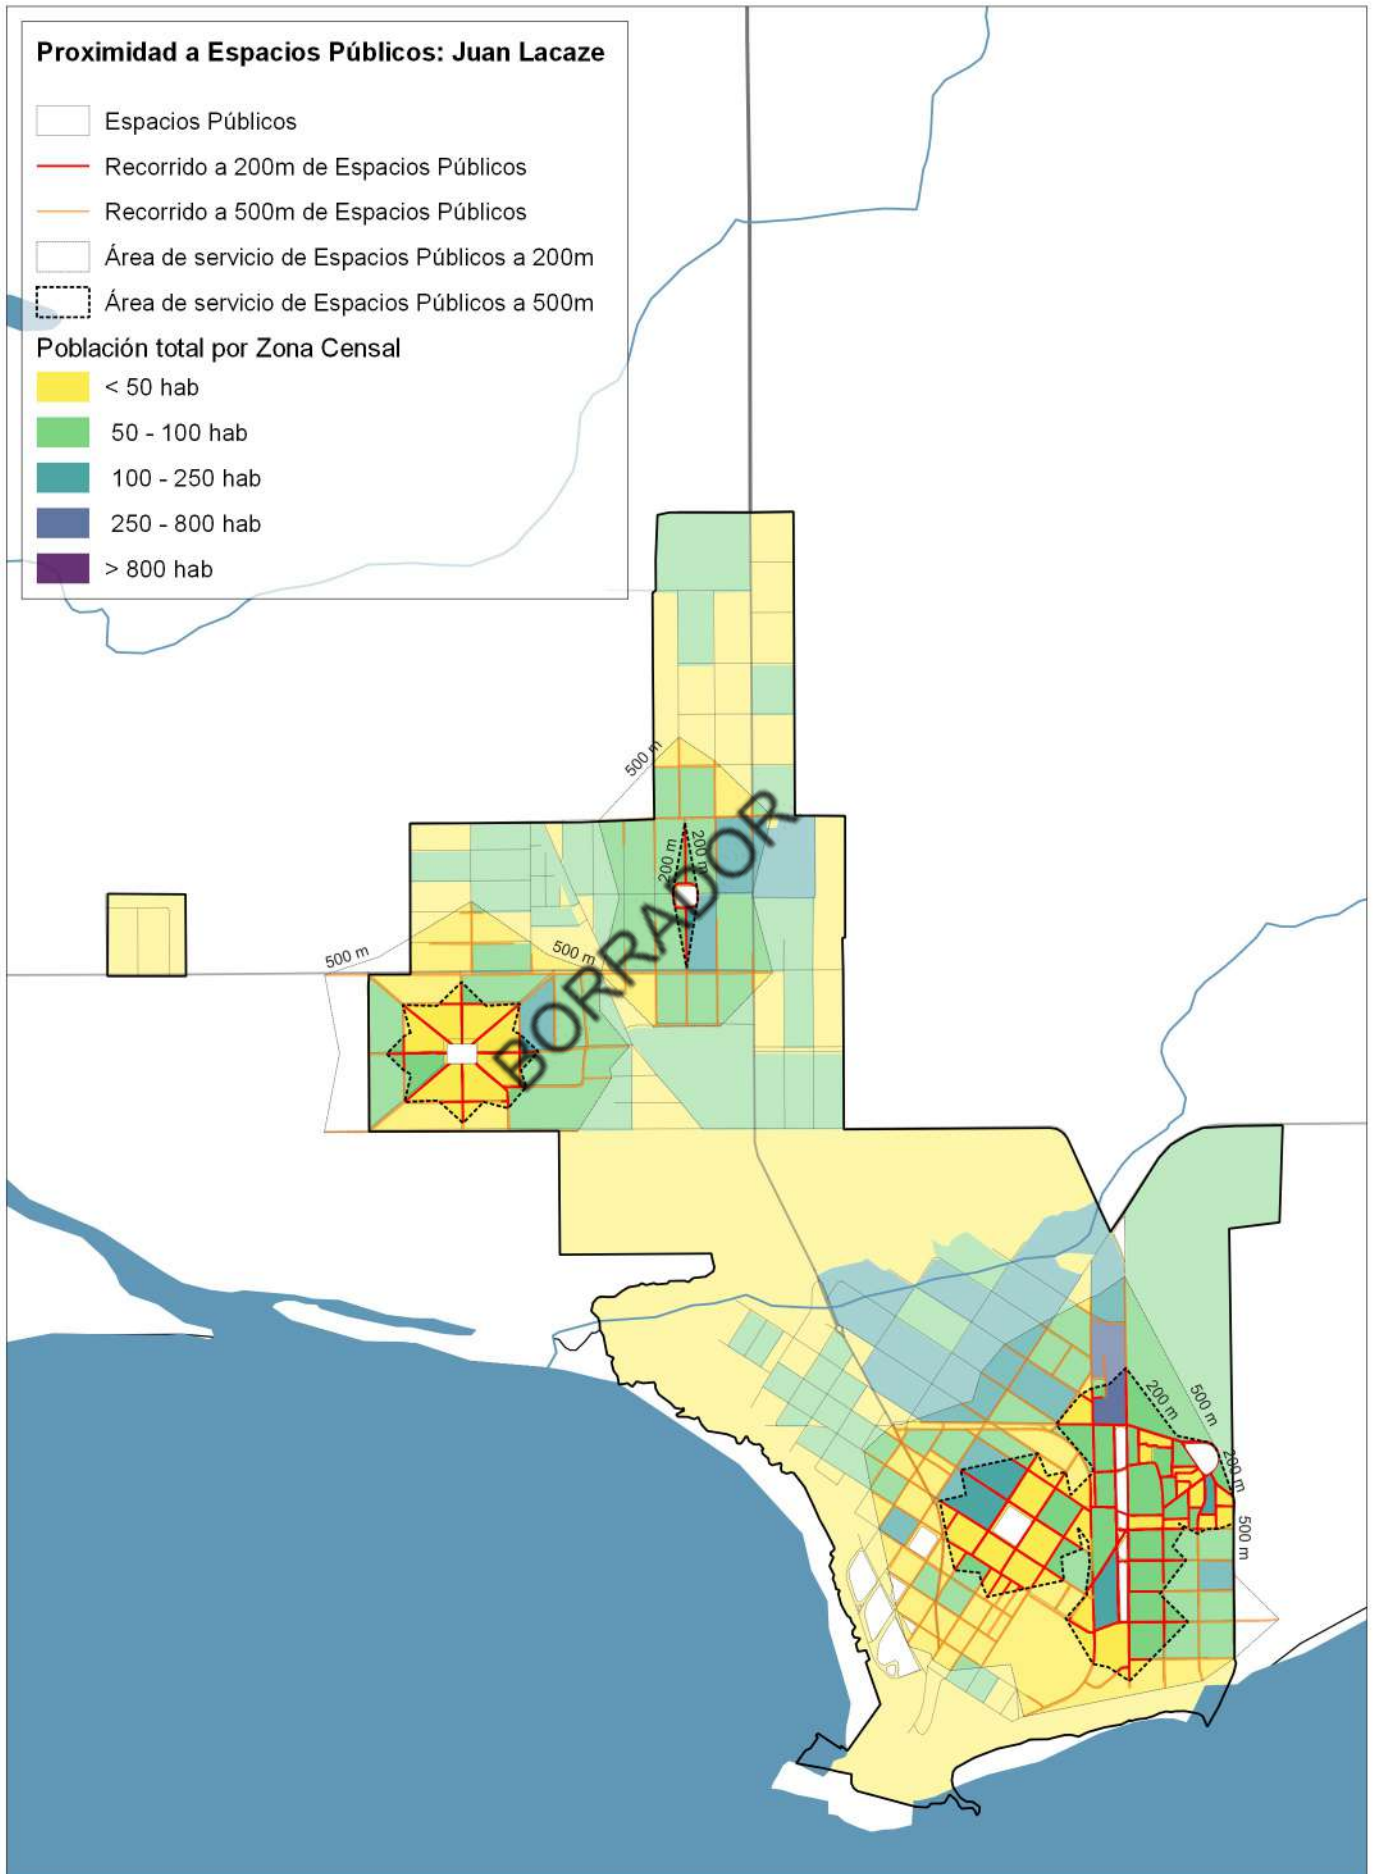 Proximidad a Espacios Públicos: Juan Lacaze
Espacios Públicos
Recorrido a 200m de Espacios Públicos
Recorrido a 500m de Espacios Públicos
Área de servicio de Espacios Públicos a 200m
Área de servicio de Espacios Públicos a 500m
Población total por Zona Censal
< 50 hab
50 - 100 hab
100 - 250 hab
250 - 800 hab
> 800 hab
500 m
200 m
200 m
BORRADOR
500 m
500 m
200 m
500 m
200 m
500 m